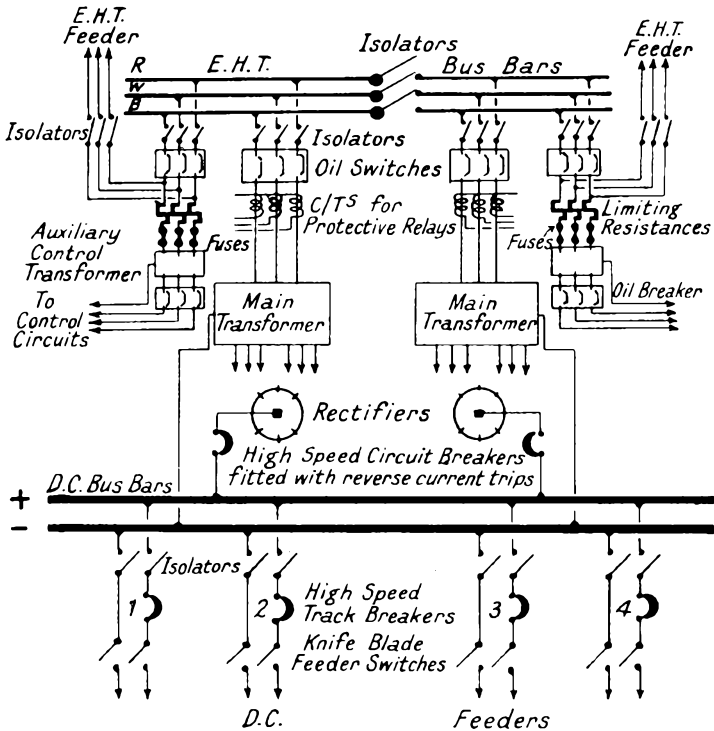 E.H.T.
Feeder
Isolators
E.H.T.
Feeder
R
E.H.T.
Bus Bars
W
B
Isolators
Isolators
Oil Switches
C/TS for
Protective Relays
Limiting
Resistances
Auxiliary
Control
Transformer
Fuses
Fuses
To
Control
Circuits
Main
Transformer
Main
Transformer
Oil Breaker
Rectifiers
High Speed Circuit Breakers
fitted with reverse current trips
D.C. Bus Bars
+
–
Isolators
1
2
High Speed
Track Breakers
3
4
Knife Blade
Feeder Switches
D.C.
Feeders